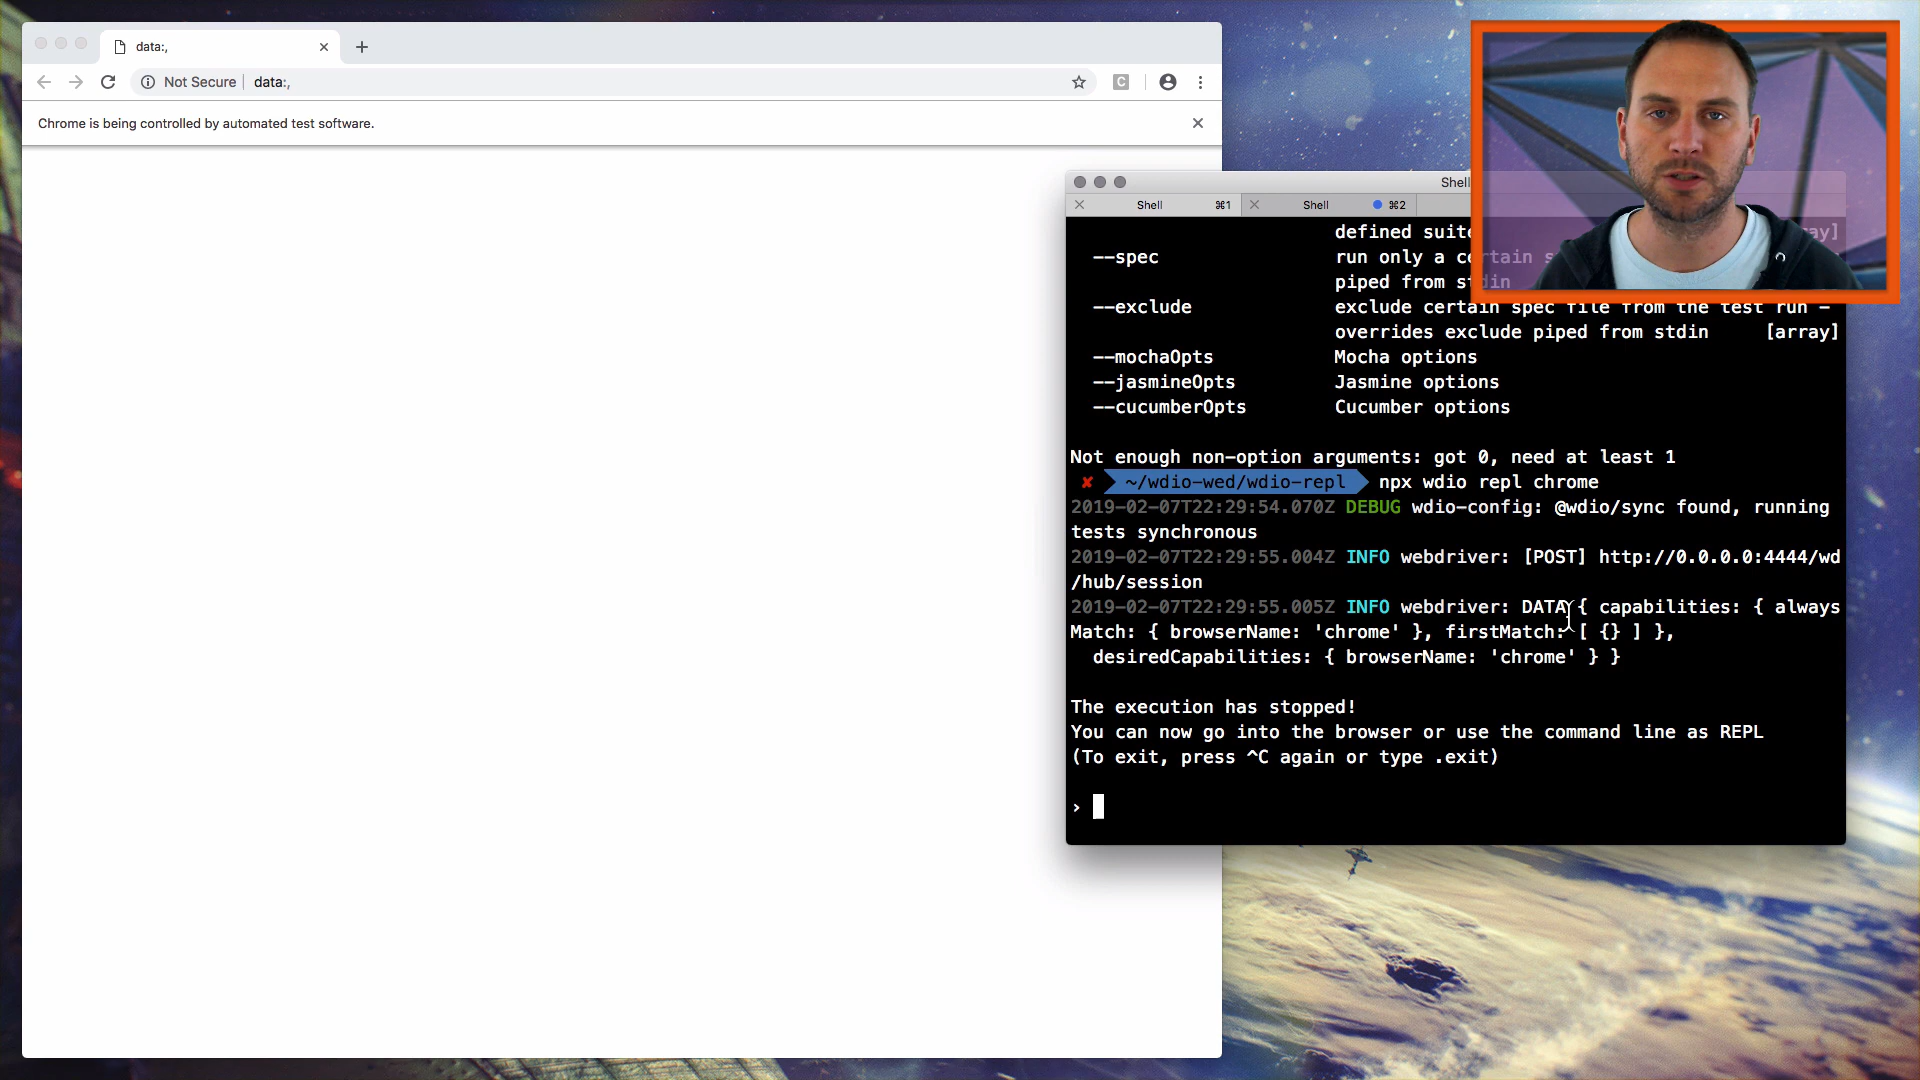 data:,
Not Secure data:,
C
Chrome is being controlled by automated test software.
Shell
Shell ⌘1 Shell ⌘2
defined suite ay]
--spec run only a certain s
piped from stdin
--exclude exclude certain spec file from the test run –
overrides exclude piped from stdin [array]
--mochaOpts Mocha options
--jasmineOpts Jasmine options
--cucumberOpts Cucumber options
Not enough non-option arguments: got 0, need at least 1
✘ ~/wdio-wed/wdio-repl npx wdio repl chrome
2019-02-07T22:29:54.070Z DEBUG wdio-config: @wdio/sync found, running
tests synchronous
2019-02-07T22:29:55.004Z INFO webdriver: [POST] http://0.0.0.0:4444/wd
/hub/session
2019-02-07T22:29:55.005Z INFO webdriver: DATA { capabilities: { always
Match: { browserName: 'chrome' }, firstMatch: [ {} ] },
desiredCapabilities: { browserName: 'chrome' } }
The execution has stopped!
You can now go into the browser or use the command line as REPL
(To exit, press ^C again or type .exit)
›